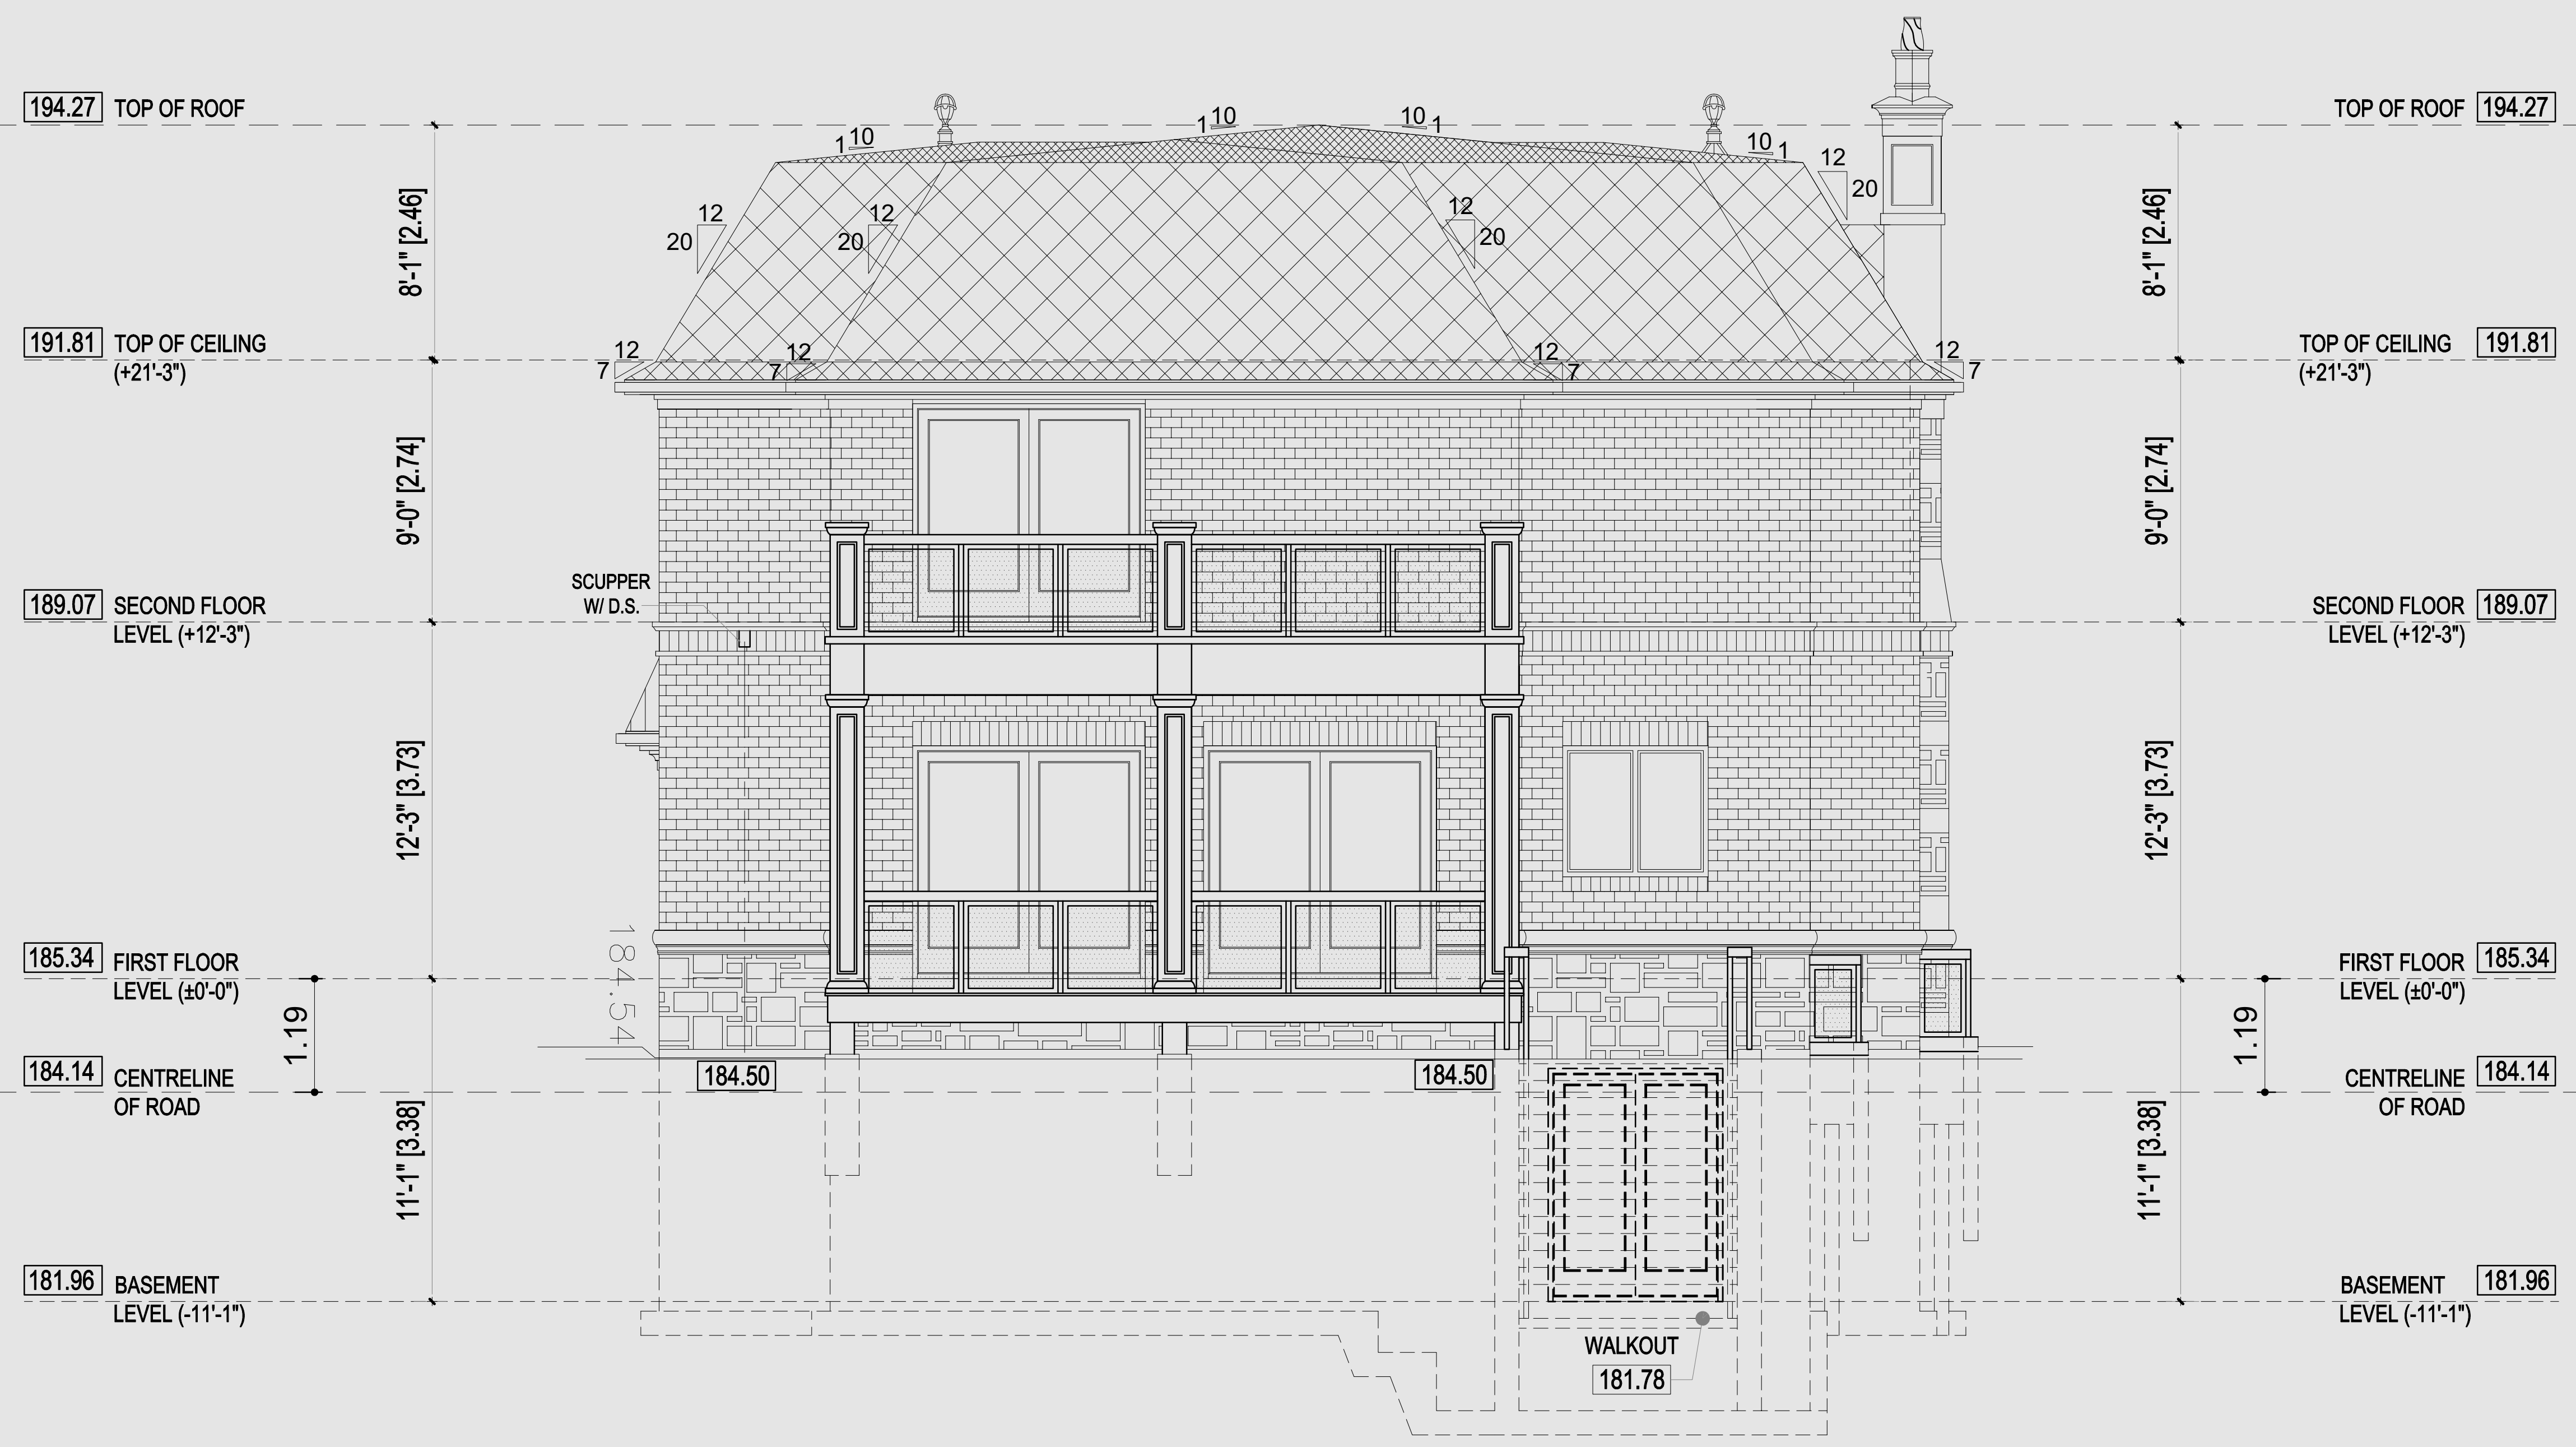 194.27 TOP OF ROOF
TOP OF ROOF 194.27
10
1
10
1
10
1
10
1
12
20
12
20
12
20
12
20
8'-1" [2.46]
8'-1" [2.46]
191.81 TOP OF CEILING
(+21'-3")
TOP OF CEILING 191.81
(+21'-3")
12
7
12
7
12
7
12
7
9'-0" [2.74]
9'-0" [2.74]
SCUPPER
W/ D.S.
189.07 SECOND FLOOR
LEVEL (+12'-3")
SECOND FLOOR 189.07
LEVEL (+12'-3")
12'-3" [3.73]
12'-3" [3.73]
184.54
185.34 FIRST FLOOR
LEVEL (±0'-0")
FIRST FLOOR 185.34
LEVEL (±0'-0")
1.19
1.19
184.14 CENTRELINE
OF ROAD
184.50
184.50
CENTRELINE 184.14
OF ROAD
11'-1" [3.38]
11'-1" [3.38]
181.96 BASEMENT
LEVEL (-11'-1")
BASEMENT 181.96
LEVEL (-11'-1")
WALKOUT
181.78